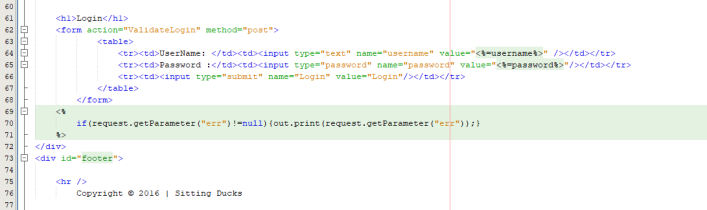 60
61 <h1>Login</h1>
62 <form action="ValidateLogin" method="post">
63 <table>
64 <tr><td>UserName: </td><td><input type="text" name="username" value="<%=username%>" /></td></tr>
65 <tr><td>Password :</td><td><input type="password" name="password" value="<%=password%>"/></td></tr>
66 <tr><td><input type="submit" name="Login" value="Login"/></td></tr>
67 </table>
68 </form>
69 <%
70 if(request.getParameter("err")!=null){out.print(request.getParameter("err"));}
71 %>
72 </div>
73 <div id="footer">
74
75 <hr />
76 Copyright © 2016 | Sitting Ducks
77